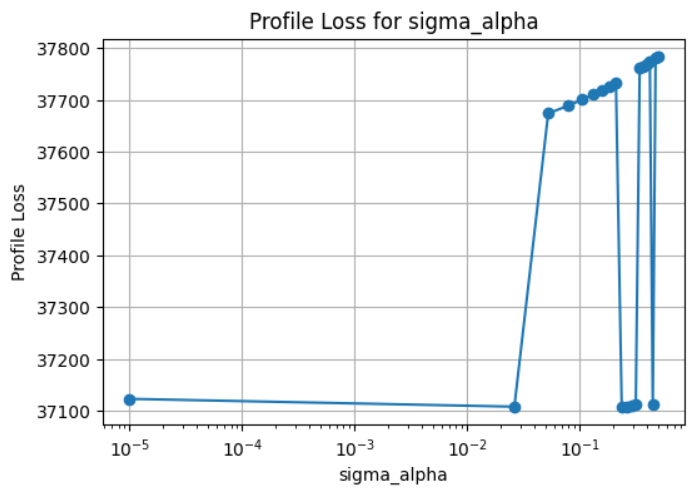 Profile Loss for sigma_alpha
Profile Loss
37800
37700
37600
37500
37400
37300
37200
37100
10⁻⁵ 10⁻⁴ 10⁻³ 10⁻² 10⁻¹
sigma_alpha